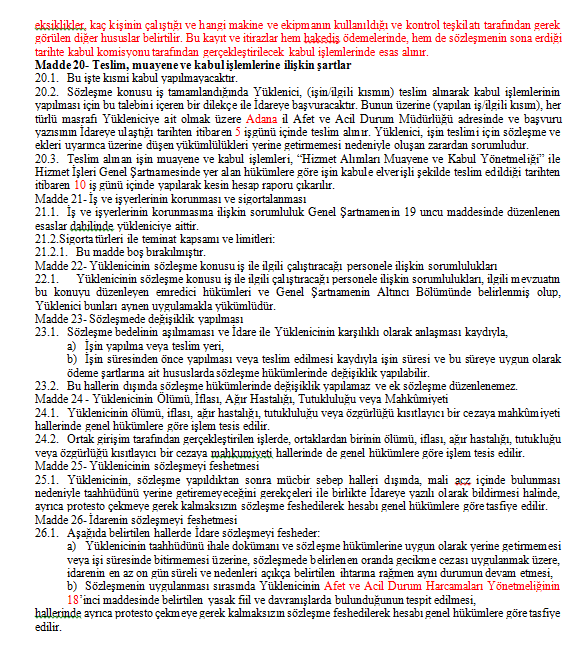 eksiklikler, kaç kişinin çalıştığı ve hangi makine ve ekipmanın kullanıldığı ve kontrol teşkilatı tarafından gerek
görülen diğer hususlar belirtilir. Bu kayıt ve itirazlar hem hakediş ödemelerinde, hem de sözleşmenin sona erdiği
tarihte kabul komisyonu tarafından gerçekleştirilecek kabul işlemlerinde esas alınır.
Madde 20- Teslim, muayene ve kabul işlemlerine ilişkin şartlar
20.1. Bu işte kısmi kabul yapılmayacaktır.
20.2. Sözleşme konusu iş tamamlandığında Yüklenici, (işin/ilgili kısmın) teslim alınarak kabul işlemlerinin
yapılması için bu talebini içeren bir dilekçe ile İdareye başvuracaktır. Bunun üzerine (yapılan iş/ilgili kısım), her
türlü masrafı Yükleniciye ait olmak üzere Adana il Afet ve Acil Durum Müdürlüğü adresinde ve başvuru
yazısının İdareye ulaştığı tarihten itibaren 5 işgünü içinde teslim alınır. Yüklenici, işin teslimi için sözleşme ve
ekleri uyarınca üzerine düşen yükümlülükleri yerine getirmemesi nedeniyle oluşan zarardan sorumludur.
20.3. Teslim alınan işin muayene ve kabul işlemleri, “Hizmet Alımları Muayene ve Kabul Yönetmeliği” ile
Hizmet İşleri Genel Şartnamesinde yer alan hükümlere göre işin kabule elverişli şekilde teslim edildiği tarihten
itibaren 10 iş günü içinde yapılarak kesin hesap raporu çıkarılır.
Madde 21- İş ve işyerlerinin korunması ve sigortalanması
21.1. İş ve işyerlerinin korunmasına ilişkin sorumluluk Genel Şartnamenin 19 uncu maddesinde düzenlenen
esaslar dahilinde yükleniciye aittir.
21.2.Sigorta türleri ile teminat kapsamı ve limitleri:
21.2.1. Bu madde boş bırakılmıştır.
Madde 22- Yüklenicinin sözleşme konusu iş ile ilgili çalıştıracağı personele ilişkin sorumlulukları
22.1. Yüklenicinin sözleşme konusu iş ile ilgili çalıştıracağı personele ilişkin sorumlulukları, ilgili mevzuatın
bu konuyu düzenleyen emredici hükümleri ve Genel Şartnamenin Altıncı Bölümünde belirlenmiş olup,
Yüklenici bunları aynen uygulamakla yükümlüdür.
Madde 23- Sözleşmede değişiklik yapılması
23.1. Sözleşme bedelinin aşılmaması ve İdare ile Yüklenicinin karşılıklı olarak anlaşması kaydıyla,
a) İşin yapılma veya teslim yeri,
b) İşin süresinden önce yapılması veya teslim edilmesi kaydıyla işin süresi ve bu süreye uygun olarak
ödeme şartlarına ait hususlarda sözleşme hükümlerinde değişiklik yapılabilir.
23.2. Bu hallerin dışında sözleşme hükümlerinde değişiklik yapılamaz ve ek sözleşme düzenlenemez.
Madde 24 - Yüklenicinin Ölümü, İflası, Ağır Hastalığı, Tutukluluğu veya Mahkûmiyeti
24.1. Yüklenicinin ölümü, iflası, ağır hastalığı, tutukluluğu veya özgürlüğü kısıtlayıcı bir cezaya mahkûmiyeti
hallerinde genel hükümlere göre işlem tesis edilir.
24.2. Ortak girişim tarafından gerçekleştirilen işlerde, ortaklardan birinin ölümü, iflası, ağır hastalığı, tutukluğu
veya özgürlüğü kısıtlayıcı bir cezaya mahkumiyeti hallerinde de genel hükümlere göre işlem tesis edilir.
Madde 25- Yüklenicinin sözleşmeyi feshetmesi
25.1. Yüklenicinin, sözleşme yapıldıktan sonra mücbir sebep halleri dışında, mali acz içinde bulunması
nedeniyle taahhüdünü yerine getiremeyeceğini gerekçeleri ile birlikte İdareye yazılı olarak bildirmesi halinde,
ayrıca protesto çekmeye gerek kalmaksızın sözleşme feshedilerek hesabı genel hükümlere göre tasfiye edilir.
Madde 26- İdarenin sözleşmeyi feshetmesi
26.1. Aşağıda belirtilen hallerde İdare sözleşmeyi fesheder:
a) Yüklenicinin taahhüdünü ihale dokümanı ve sözleşme hükümlerine uygun olarak yerine getirmemesi
veya işi süresinde bitirmemesi üzerine, sözleşmede belirlenen oranda gecikme cezası uygulanmak üzere,
idarenin en az on gün süreli ve nedenleri açıkça belirtilen ihtarına rağmen aynı durumun devam etmesi,
b) Sözleşmenin uygulanması sırasında Yüklenicinin Afet ve Acil Durum Harcamaları Yönetmeliğinin
18’inci maddesinde belirtilen yasak fiil ve davranışlarda bulunduğunun tespit edilmesi,
hallerinde ayrıca protesto çekmeye gerek kalmaksızın sözleşme feshedilerek hesabı genel hükümlere göre tasfiye
edilir.